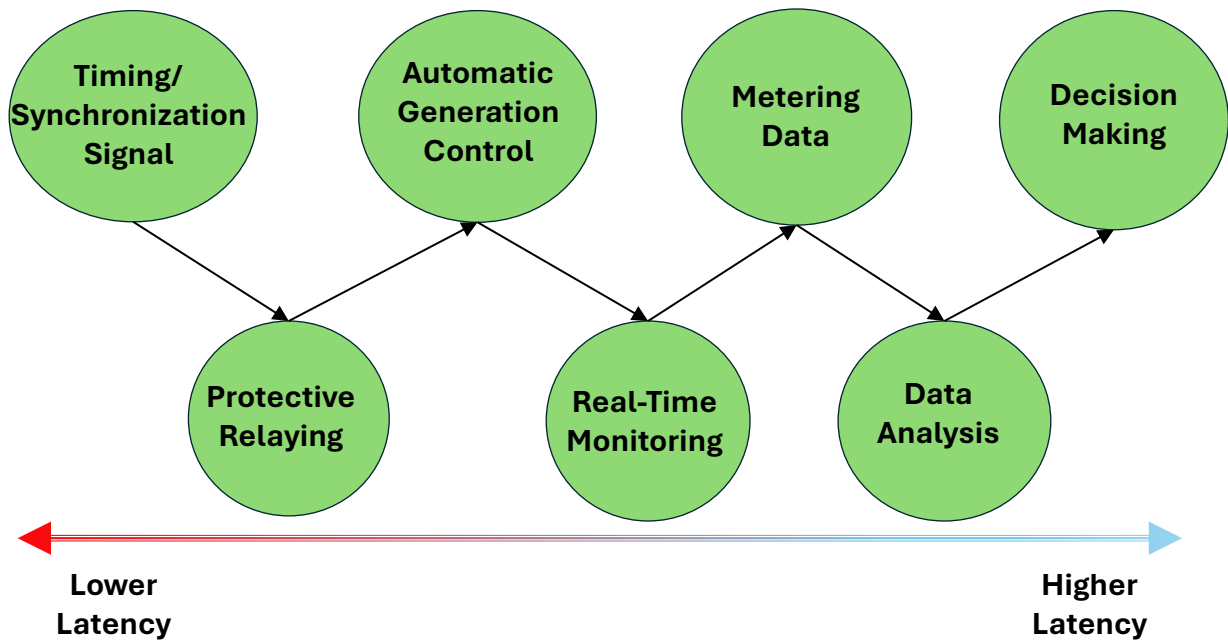 Timing/
Synchronization
Signal
Automatic
Generation
Control
Metering
Data
Decision
Making
Protective
Relaying
Real-Time
Monitoring
Data
Analysis
Lower
Latency
Higher
Latency